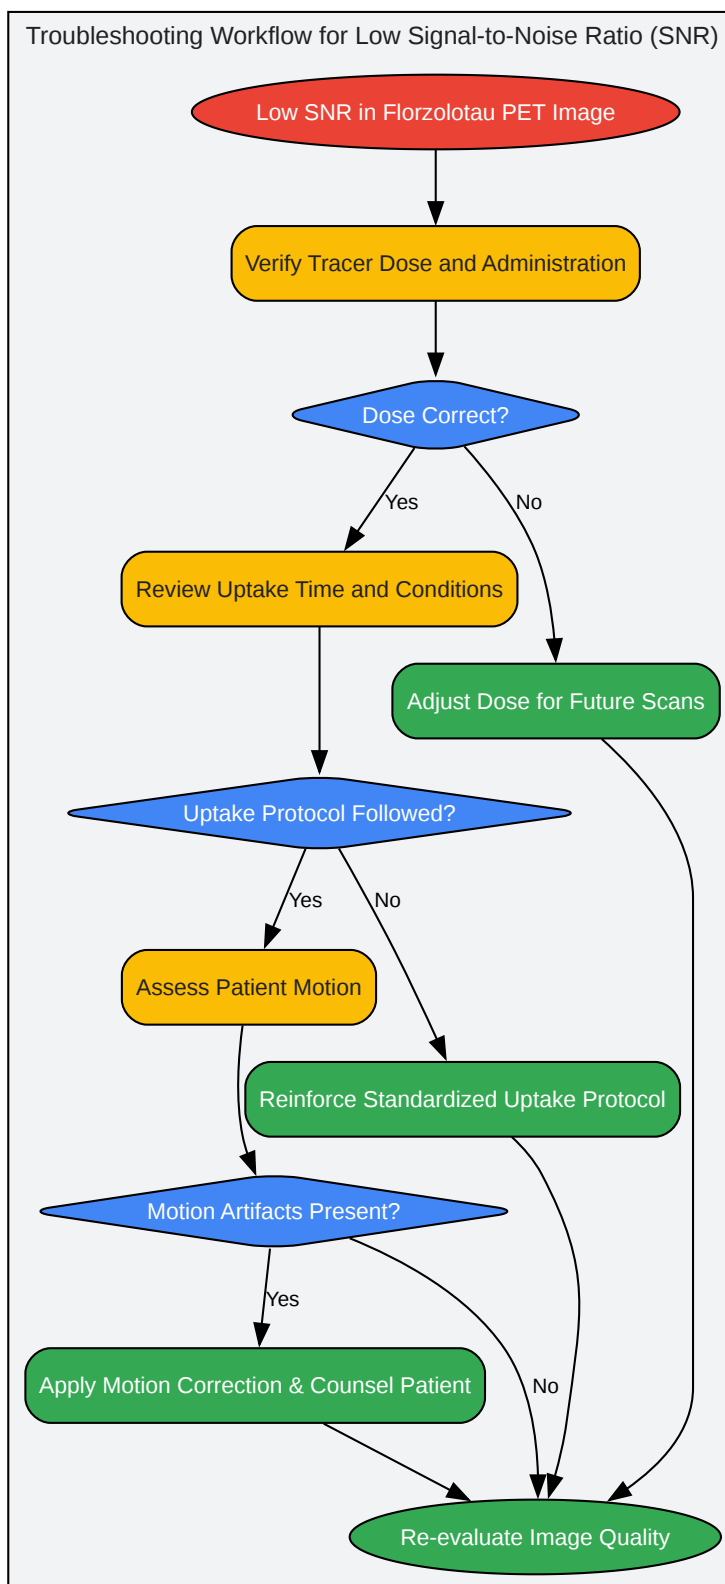 Troubleshooting Workflow for Low Signal-to-Noise Ratio (SNR)
Low SNR in Florzolotau PET Image
Verify Tracer Dose and Administration
Dose Correct?
Yes
No
Review Uptake Time and Conditions
Adjust Dose for Future Scans
Uptake Protocol Followed?
Yes
No
Assess Patient Motion
Reinforce Standardized Uptake Protocol
Motion Artifacts Present?
Yes
Apply Motion Correction & Counsel Patient
No
Re-evaluate Image Quality